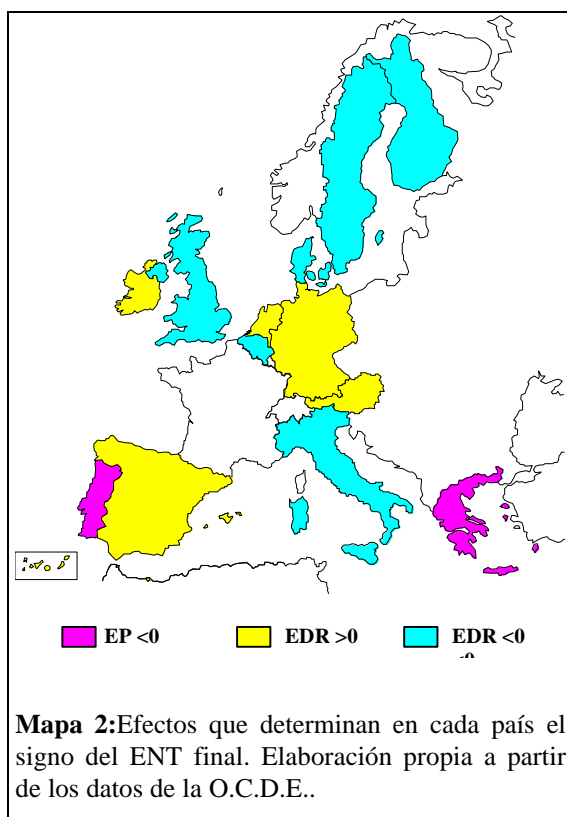 EP <0 EDR >0 EDR <0
Mapa 2:Efectos que determinan en cada país el
signo del ENT final. Elaboración propia a partir
de los datos de la O.C.D.E..